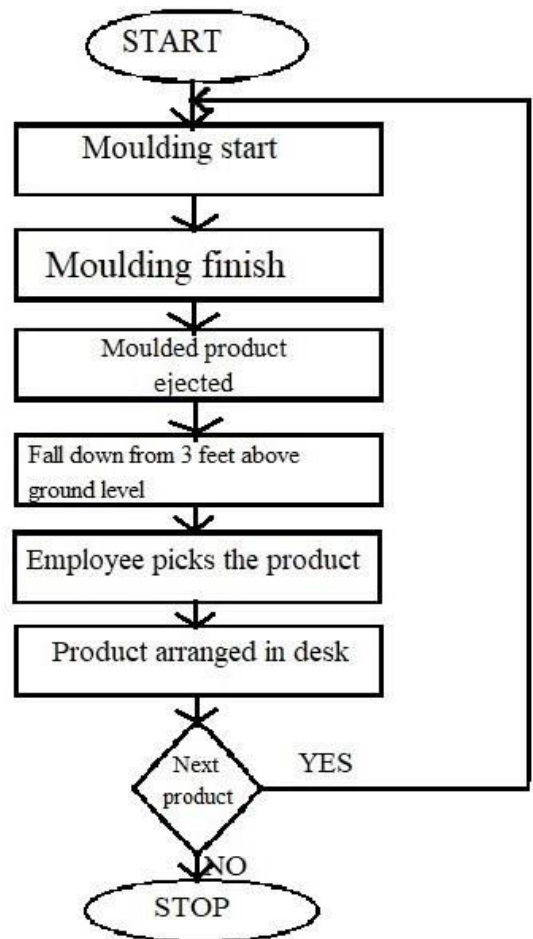 START
Moulding start
Moulding finish
Moulded product
ejected
Fall down from 3 feet above
ground level
Employee picks the product
Product arranged in desk
Next
product
YES
NO
STOP